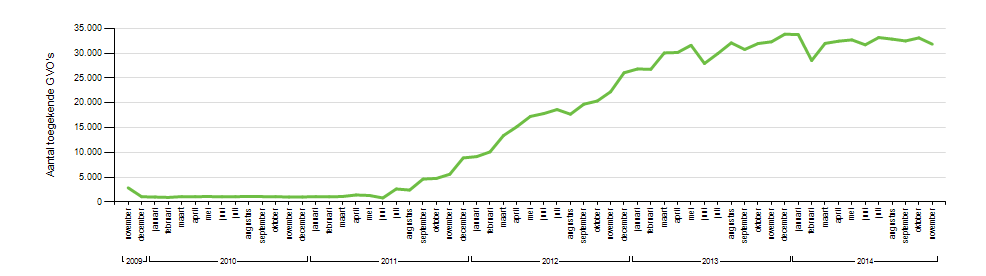 Aantal toegekende GVO's
35.000
30.000
25.000
20.000
15.000
10.000
5.000
0
november
december
januari
februari
maart
april
mei
juni
juli
augustus
september
oktober
november
december
januari
februari
maart
april
mei
juni
juli
augustus
september
oktober
november
december
januari
februari
maart
april
mei
juni
juli
augustus
september
oktober
november
december
januari
februari
maart
april
mei
juni
juli
augustus
september
oktober
november
december
januari
februari
maart
april
mei
juni
juli
augustus
september
oktober
november
2009
2010
2011
2012
2013
2014